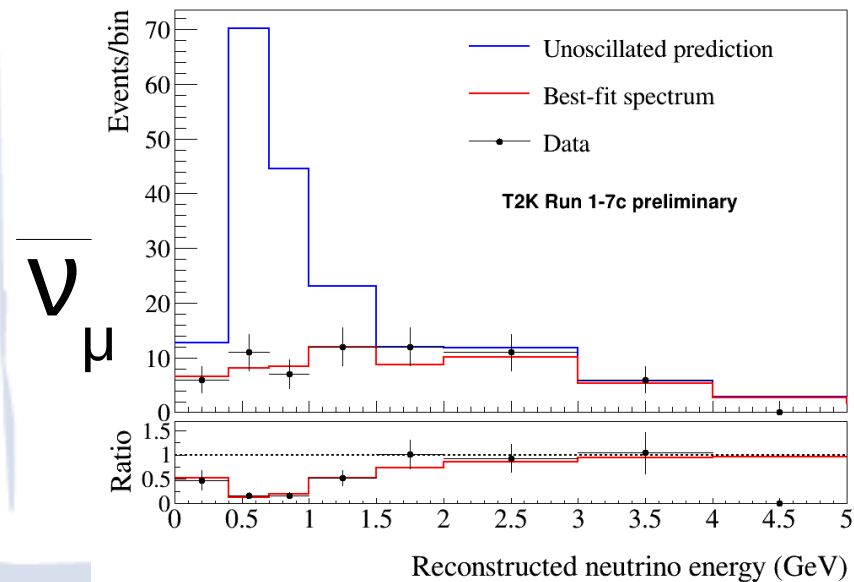 ν̅
μ
Events/bin
70
60
50
40
30
20
10
0
Unoscillated prediction
Best-fit spectrum
Data
T2K Run 1-7c preliminary
Ratio
1.5
1
0.5
0
0 0.5 1 1.5 2 2.5 3 3.5 4 4.5 5
Reconstructed neutrino energy (GeV)